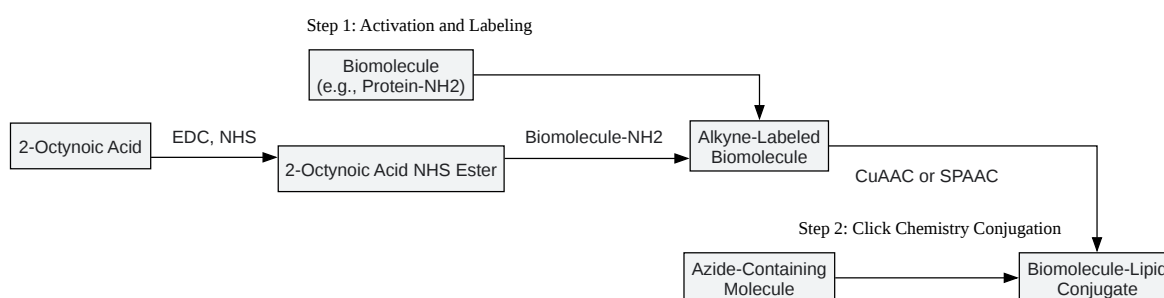 Step 1: Activation and Labeling
Biomolecule
(e.g., Protein-NH2)
2-Octynoic Acid
EDC, NHS
2-Octynoic Acid NHS Ester
Biomolecule-NH2
Alkyne-Labeled
Biomolecule
CuAAC or SPAAC
Step 2: Click Chemistry Conjugation
Azide-Containing
Molecule
Biomolecule-Lipid
Conjugate